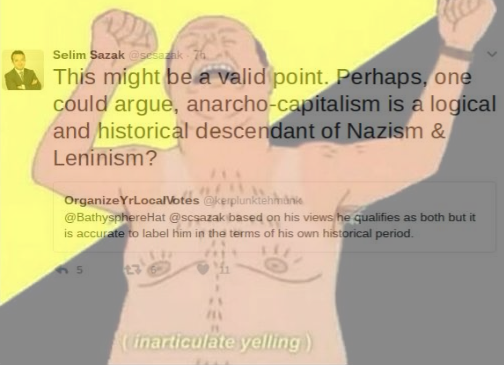 Selim Sazak @scsazak · 7h
This might be a valid point. Perhaps, one
could argue, anarcho-capitalism is a logical
and historical descendant of Nazism &
Leninism?
OrganizeYrLocalVotes @kerplunktehmonk
@BathysphereHat @scsazak based on his views he qualifies as both but it
is accurate to label him in the terms of his own historical period.
5 11
( inarticulate yelling )